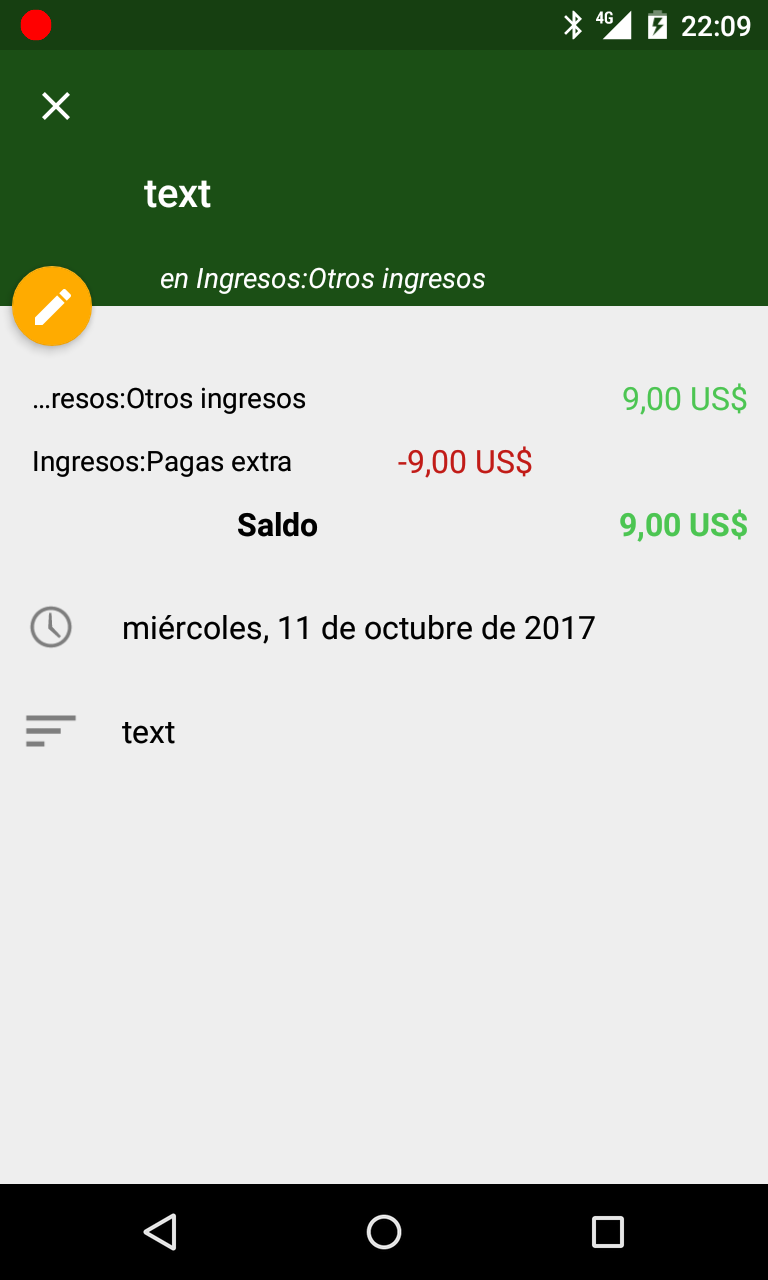 4G 22:09
text
en Ingresos:Otros ingresos
…resos:Otros ingresos 9,00 US$
Ingresos:Pagas extra -9,00 US$
Saldo 9,00 US$
miércoles, 11 de octubre de 2017
text